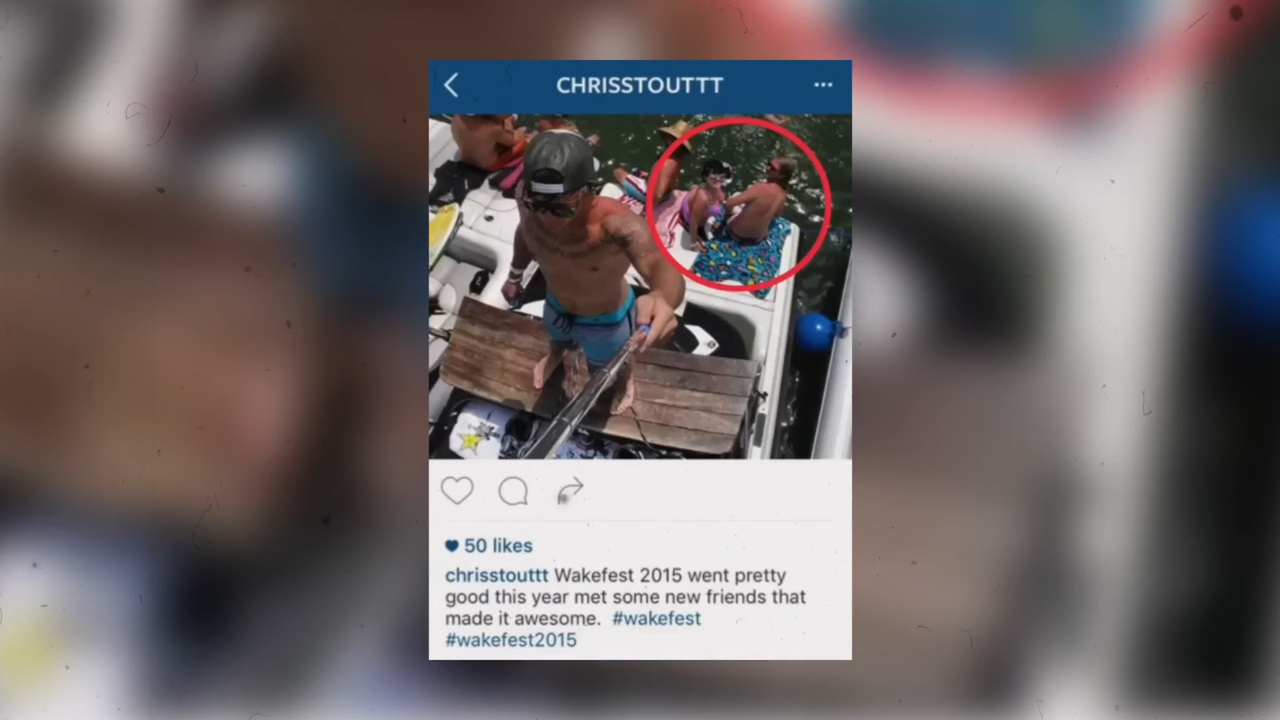 CHRISSTOUTTT
50 likes
chrisstouttt Wakefest 2015 went pretty
good this year met some new friends that
made it awesome. #wakefest
#wakefest2015